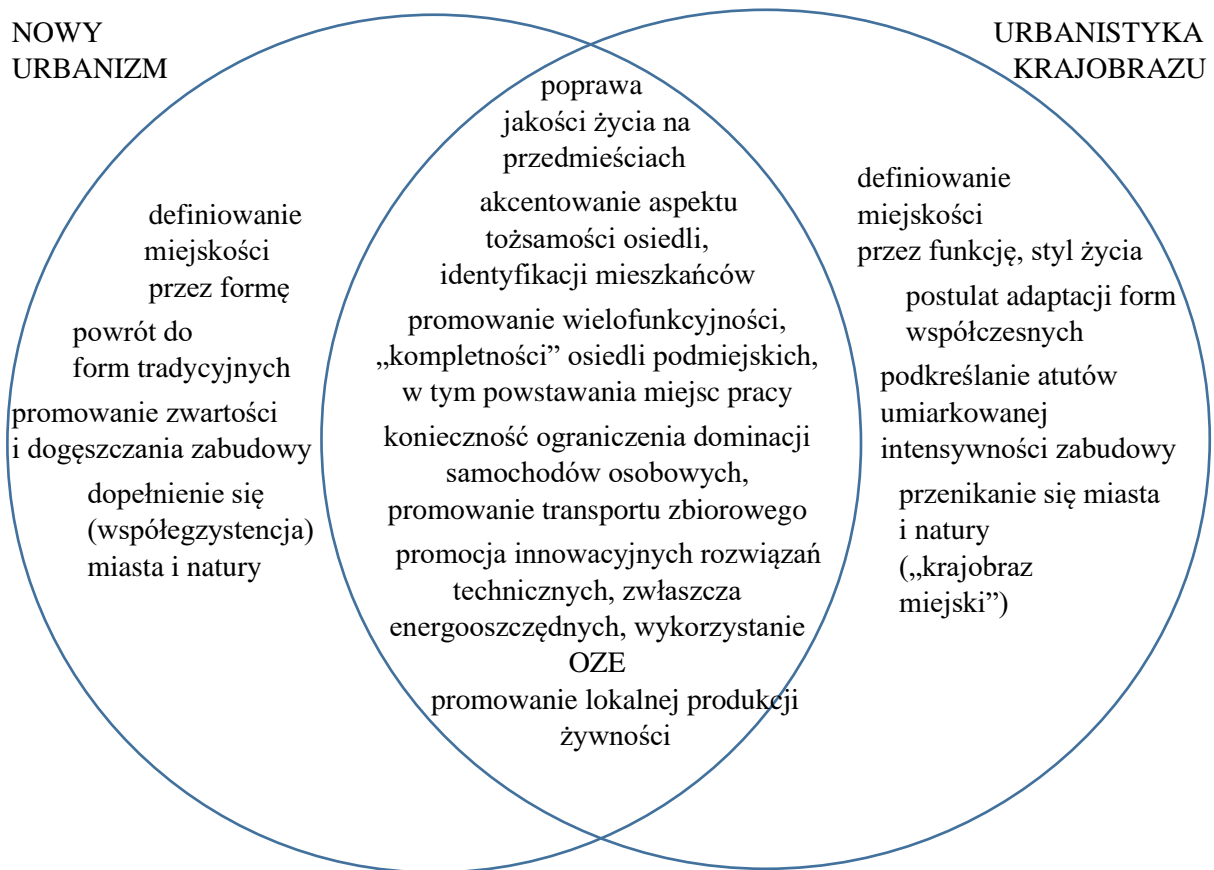 NOWY
URBANIZM
URBANISTYKA
KRAJOBRAZU
definiowanie
miejskości
przez formę
powrót do
form tradycyjnych
promowanie zwartości
i dogęszczania zabudowy
dopełnienie się
(współegzystencja)
miasta i natury
poprawa
jakości życia na
przedmieściach
akcentowanie aspektu
tożsamości osiedli,
identyfikacji mieszkańców
promowanie wielofunkcyjności,
„kompletności” osiedli podmiejskich,
w tym powstawania miejsc pracy
konieczność ograniczenia dominacji
samochodów osobowych,
promowanie transportu zbiorowego
promocja innowacyjnych rozwiązań
technicznych, zwłaszcza
energooszczędnych, wykorzystanie
OZE
promowanie lokalnej produkcji
żywności
definiowanie
miejskości
przez funkcję, styl życia
postulat adaptacji form
współczesnych
podkreślanie atutów
umiarkowanej
intensywności zabudowy
przenikanie się miasta
i natury
(„krajobraz
miejski”)